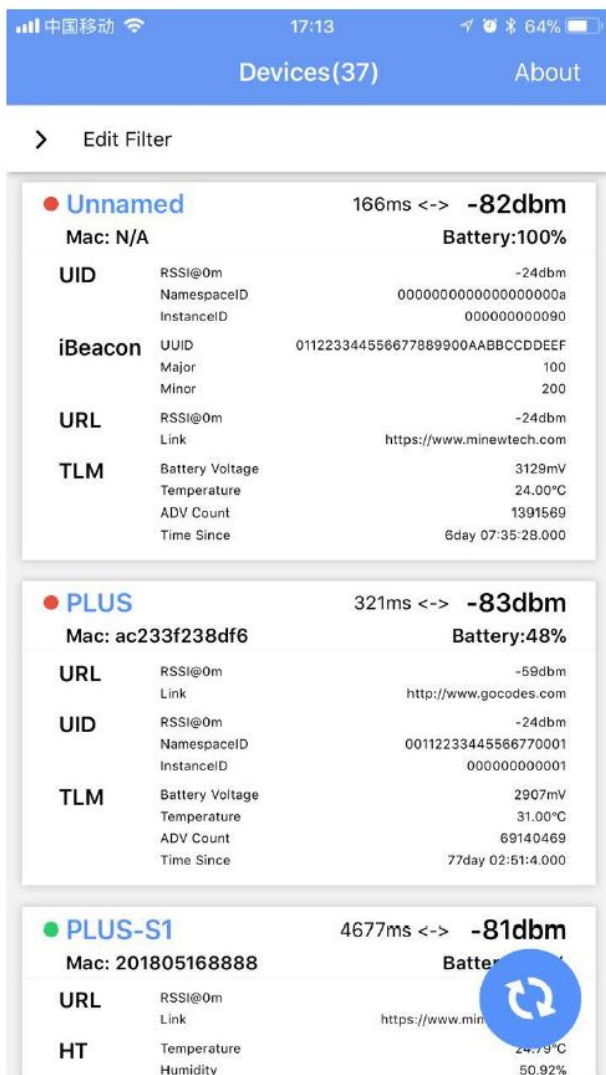 中国移动 17:13 64%
Devices(37) About
Edit Filter
Unnamed 166ms <-> -82dbm
Mac: N/A Battery:100%
UID RSSI@0m -24dbm
NamespaceID 0000000000000000000a
InstanceID 000000000090
iBeacon UUID 011223344556677889900AABBCCDDEEF
Major 100
Minor 200
URL RSSI@0m -24dbm
Link https://www.minewtech.com
TLM Battery Voltage 3129mV
Temperature 24.00°C
ADV Count 1391569
Time Since 6day 07:35:28.000
PLUS 321ms <-> -83dbm
Mac: ac233f238df6 Battery:48%
URL RSSI@0m -59dbm
Link http://www.gocodes.com
UID RSSI@0m -24dbm
NamespaceID 00112233445566770001
InstanceID 000000000001
TLM Battery Voltage 2907mV
Temperature 31.00°C
ADV Count 69140469
Time Since 77day 02:51:4.000
PLUS-S1 4677ms <-> -81dbm
Mac: 201805168888
URL RSSI@0m
Link
HT Temperature 24.79°C
Humidity 50.92%